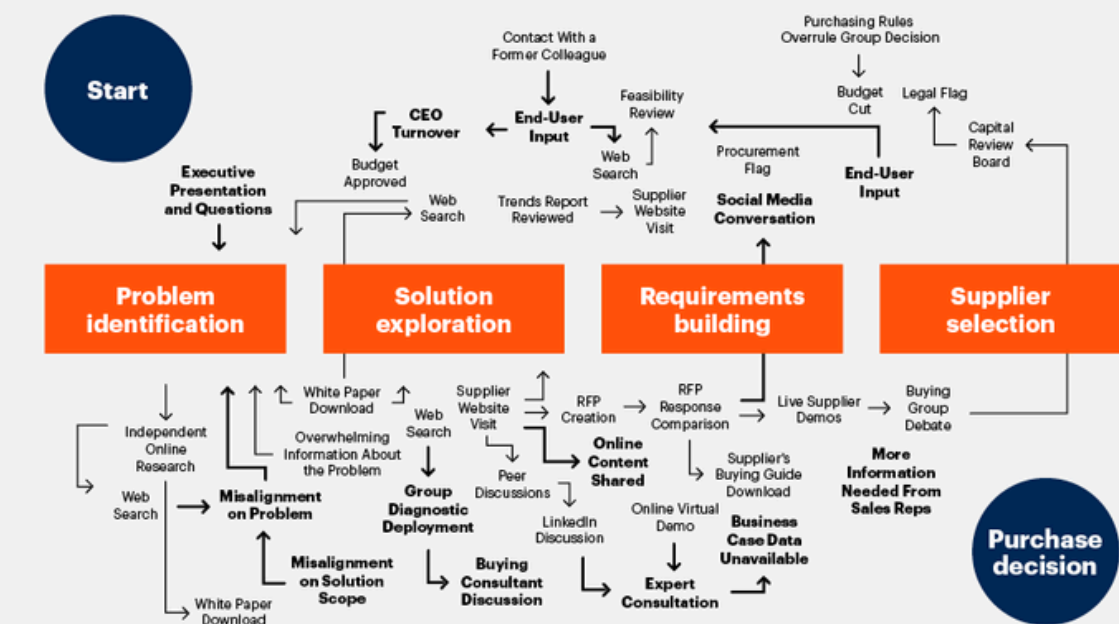 Start
Contact With a
Former Colleague
Purchasing Rules
Overrule Group Decision
CEO
Turnover
End-User
Input
Feasibility
Review
Budget
Cut
Legal Flag
Capital
Review
Board
Budget
Approved
Web
Search
Procurement
Flag
End-User
Input
Executive
Presentation
and Questions
Web
Search
Trends Report
Reviewed
Supplier
Website
Visit
Social Media
Conversation
Problem
identification
Solution
exploration
Requirements
building
Supplier
selection
White Paper
Download
Supplier
Website
Visit
RFP
Creation
RFP
Response
Comparison
Live Supplier
Demos
Buying
Group
Debate
Independent
Online
Research
Overwhelming
Information About
the Problem
Web
Search
Online
Content
Shared
Supplier's
Buying Guide
Download
More
Information
Needed From
Sales Reps
Web
Search
Misalignment
on Problem
Group
Diagnostic
Deployment
Peer
Discussions
LinkedIn
Discussion
Online Virtual
Demo
Business
Case Data
Unavailable
Purchase
decision
Misalignment
on Solution
Scope
Buying
Consultant
Discussion
Expert
Consultation
White Paper
Download